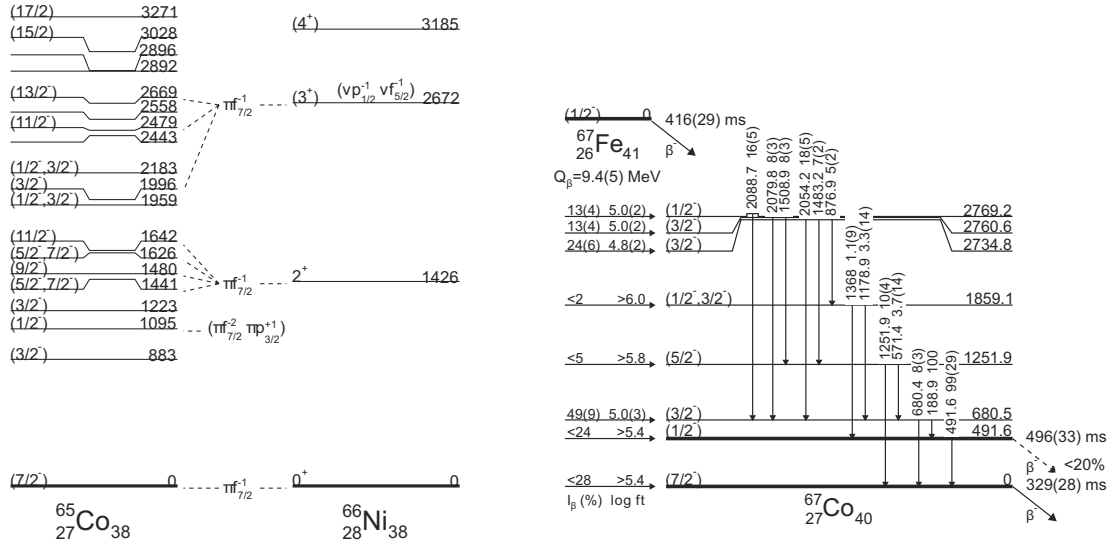 (17/2) 3271
(15/2) 3028
2896
2892
(13/2⁻) 2669
2558
(11/2⁻) 2479
2443
(1/2⁻,3/2⁻) 2183
(3/2⁻) 1996
(1/2⁻,3/2⁻) 1959
(11/2⁻) 1642
(5/2⁻,7/2⁻) 1626
(9/2⁻) 1480
(5/2⁻,7/2⁻) 1441
(3/2⁻) 1223
(1/2⁻) 1095
(3/2⁻) 883
(7/2⁻) 0
⁶⁵₂₇Co₃₈
πf⁻¹₇/₂
πf⁻¹₇/₂
(πf⁻²₇/₂ πp⁺¹₃/₂)
πf⁻¹₇/₂
(4⁺) 3185
(νp⁻¹₁/₂ νf⁻¹₅/₂)
(3⁺) 2672
2⁺ 1426
0⁺ 0
⁶⁶₂₈Ni₃₈
(1/2⁻) 0
416(29) ms
⁶⁷₂₆Fe₄₁
β⁻
Qβ=9.4(5) MeV
2088.7 16(5)
2079.8 8(3)
1508.9 8(3)
2054.2 18(5)
1483.2 7(2)
876.9 5(2)
1368 1.1(9)
1178.9 3.3(14)
1251.9 10(4)
571.4 3.7(14)
680.4 8(3)
188.9 100
491.6 99(29)
13(4) 5.0(2) (1/2⁻) 2769.2
13(4) 5.0(2) (3/2⁻) 2760.6
24(6) 4.8(2) (3/2⁻) 2734.8
<2 >6.0 (1/2⁻,3/2⁻) 1859.1
<5 >5.8 (5/2⁻) 1251.9
49(9) 5.0(3) (3/2⁻) 680.5
<24 >5.4 (1/2⁻) 491.6
496(33) ms
β⁻ <20%
<28 >5.4 (7/2⁻) 0
329(28) ms
β⁻
Iβ (%) log ft
⁶⁷₂₇Co₄₀